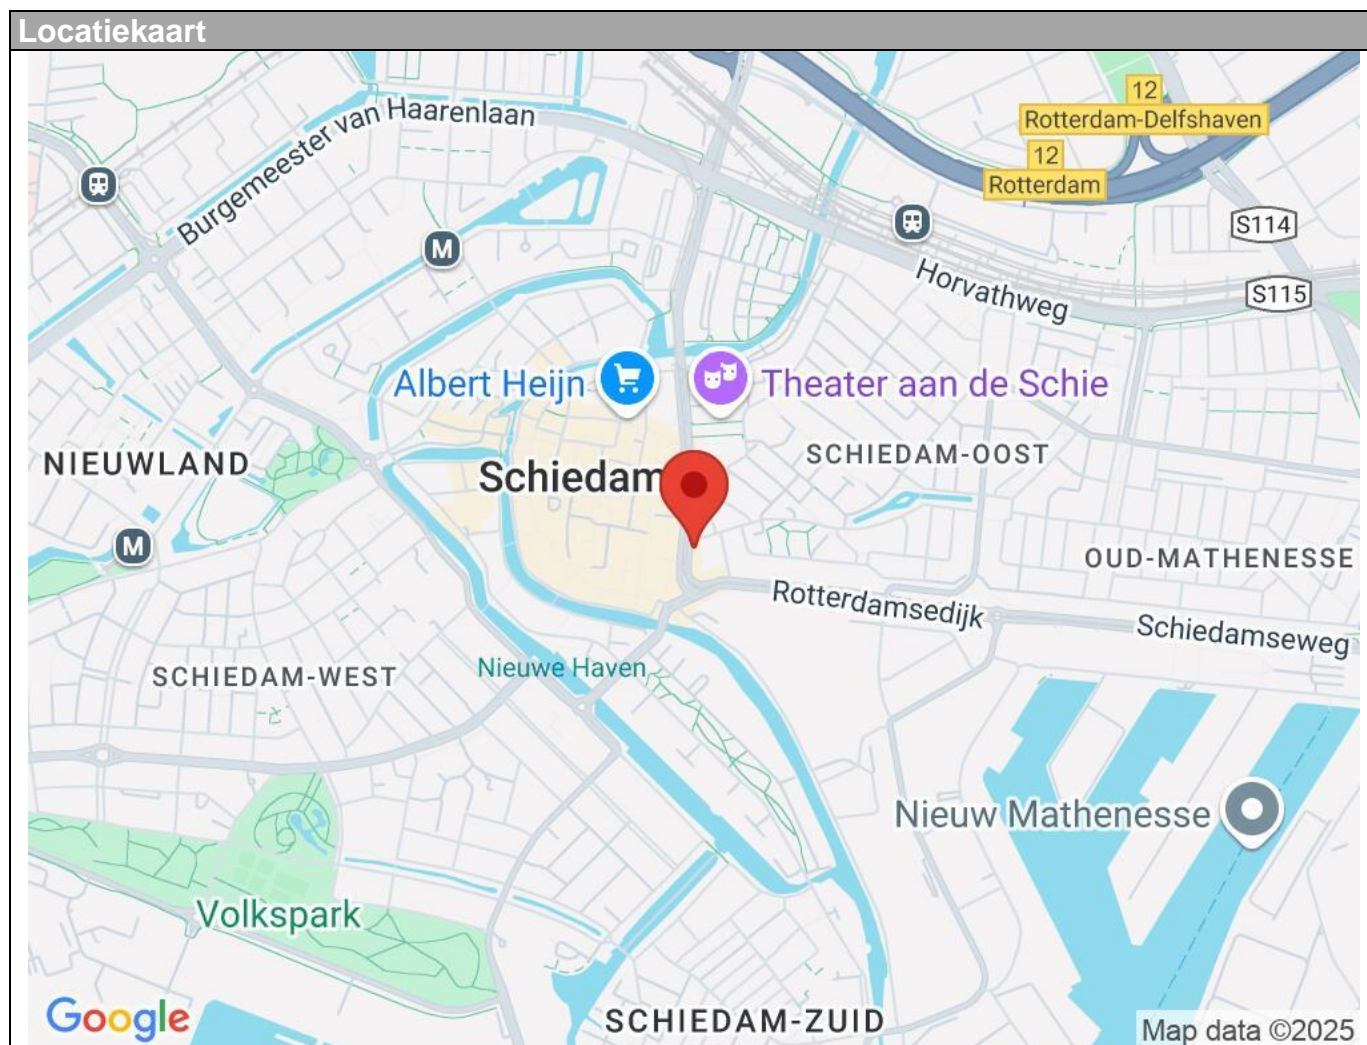 Locatiekaart
12
Rotterdam-Delfshaven
Burgemeester van Haarenlaan
12
Rotterdam
S114
M
Horvathweg
S115
Albert Heijn
Theater aan de Schie
NIEUWLAND
SCHIEDAM-OOST
Schiedam
M
OUD-MATHENESSE
Rotterdamsedijk
Schiedamseweg
SCHIEDAM-WEST
Nieuwe Haven
Nieuw Mathenesse
Volkspark
Google
SCHIEDAM-ZUID
Map data ©2025